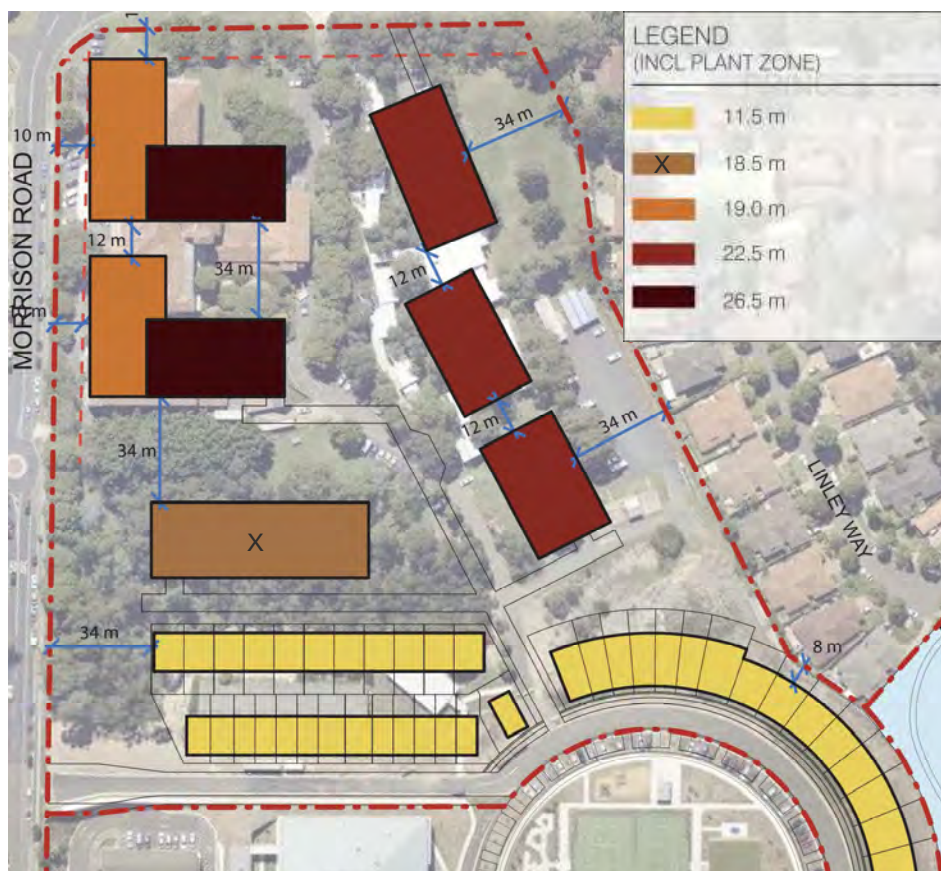 LEGEND
(INCL PLANT ZONE)
11.5 m
X 18.5 m
19.0 m
22.5 m
26.5 m
34 m
10 m
MORRISON ROAD
12 m
34 m
12 m
34 m
12 m
34 m
LINLEY WAY
X
34 m
8 m